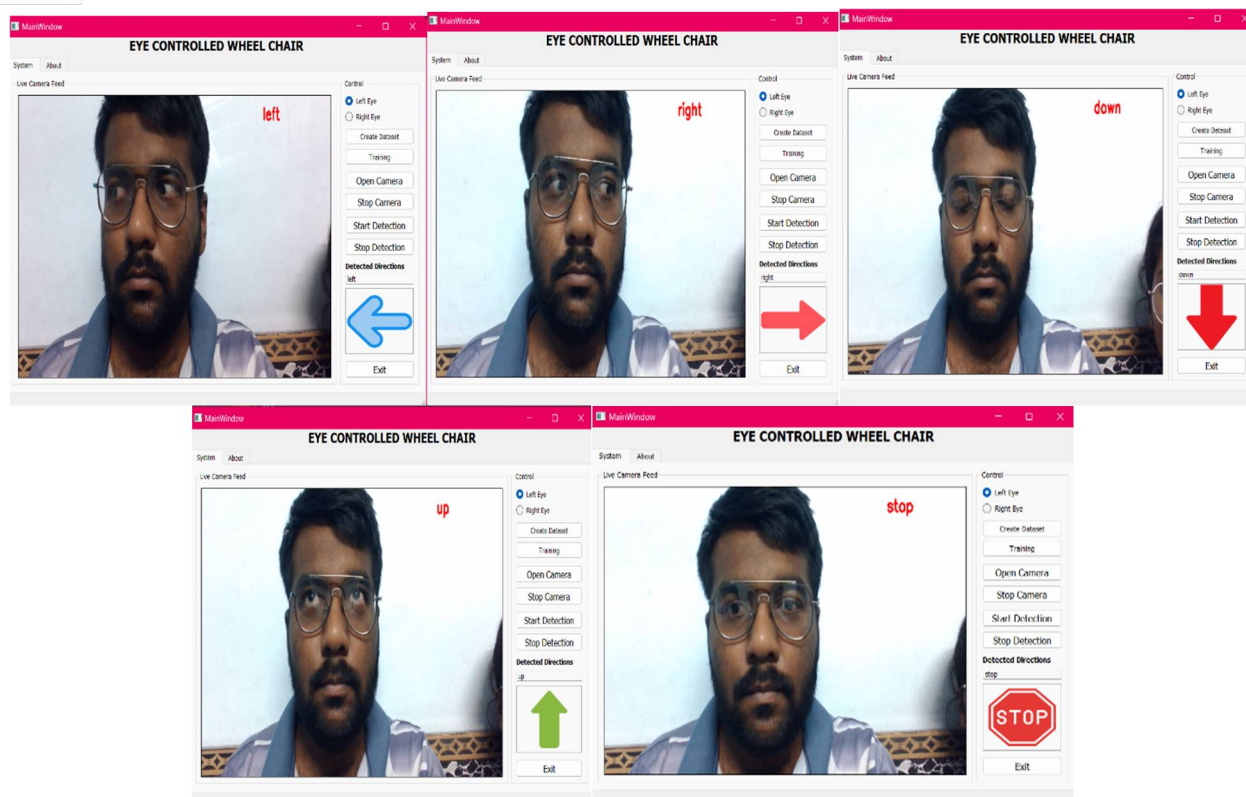 MainWindow
EYE CONTROLLED WHEEL CHAIR
System About
Live Camera Feed
Control
left
Left Eye
Right Eye
Create Dataset
Training
Open Camera
Stop Camera
Start Detection
Stop Detection
Detected Directions
left
Exit
MainWindow
EYE CONTROLLED WHEEL CHAIR
System About
Live Camera Feed
Control
right
Left Eye
Right Eye
Create Dataset
Training
Open Camera
Stop Camera
Start Detection
Stop Detection
Detected Directions
right
Exit
MainWindow
EYE CONTROLLED WHEEL CHAIR
System About
Live Camera Feed
Control
down
Left Eye
Right Eye
Create Dataset
Training
Open Camera
Stop Camera
Start Detection
Stop Detection
Detected Directions
down
Exit
MainWindow
EYE CONTROLLED WHEEL CHAIR
System About
Live Camera Feed
Control
up
Left Eye
Right Eye
Create Dataset
Training
Open Camera
Stop Camera
Start Detection
Stop Detection
Detected Directions
up
Exit
MainWindow
EYE CONTROLLED WHEEL CHAIR
System About
Live Camera Feed
Control
stop
Left Eye
Right Eye
Create Dataset
Training
Open Camera
Stop Camera
Start Detection
Stop Detection
Detected Directions
stop
STOP
Exit